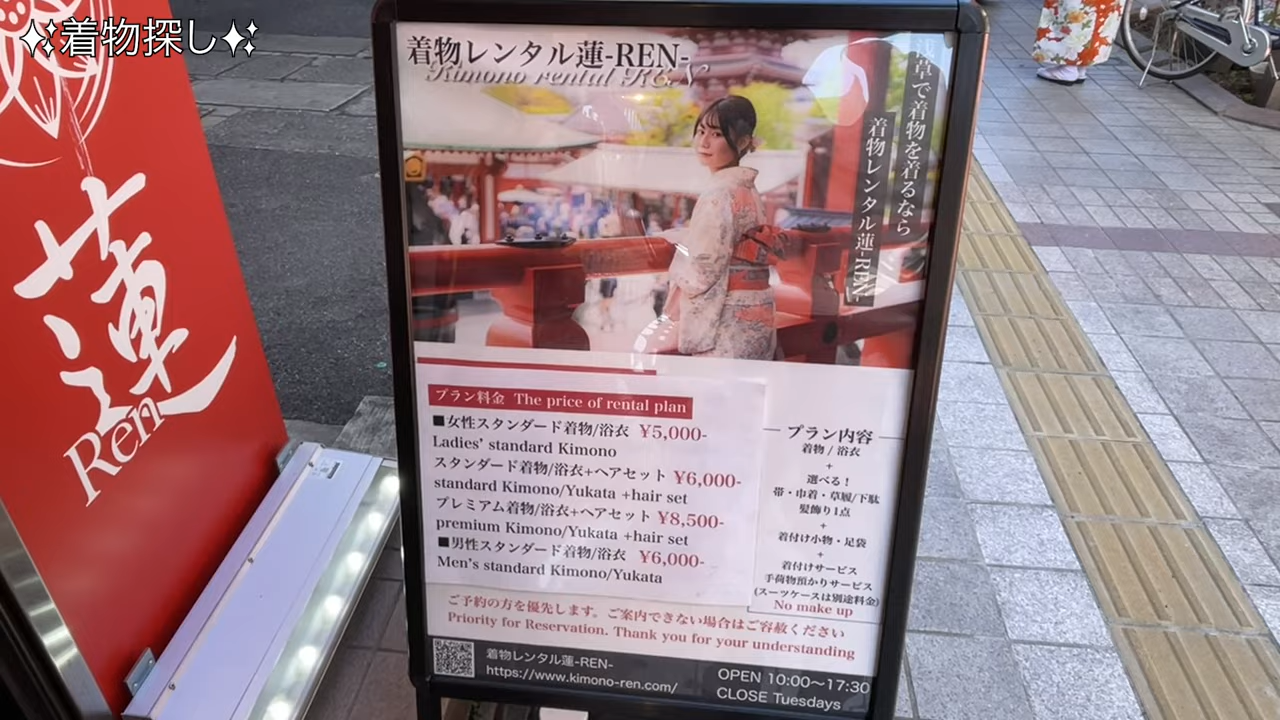 ✨着物探し✨
蓮
Ren
着物レンタル蓮-REN-
Kimono rental REN
草で着物を着るなら
着物レンタル蓮-REN-
プラン料金 The price of rental plan
■女性スタンダード着物/浴衣 ¥5,000-
Ladies' standard Kimono
スタンダード着物/浴衣+ヘアセット ¥6,000-
standard Kimono/Yukata +hair set
プレミアム着物/浴衣+ヘアセット ¥8,500-
premium Kimono/Yukata +hair set
■男性スタンダード着物/浴衣 ¥6,000-
Men's standard Kimono/Yukata
プラン内容
着物 / 浴衣
+
選べる!
帯・巾着・草履/下駄
髪飾り1点
+
着付け小物・足袋
+
着付けサービス
手荷物預かりサービス
(スーツケースは別途料金)
No make up
ご予約の方を優先します。ご案内できない場合はご容赦ください
Priority for Reservation. Thank you for your understanding
着物レンタル蓮-REN-
https://www.kimono-ren.com/
OPEN 10:00〜17:30
CLOSE Tuesdays